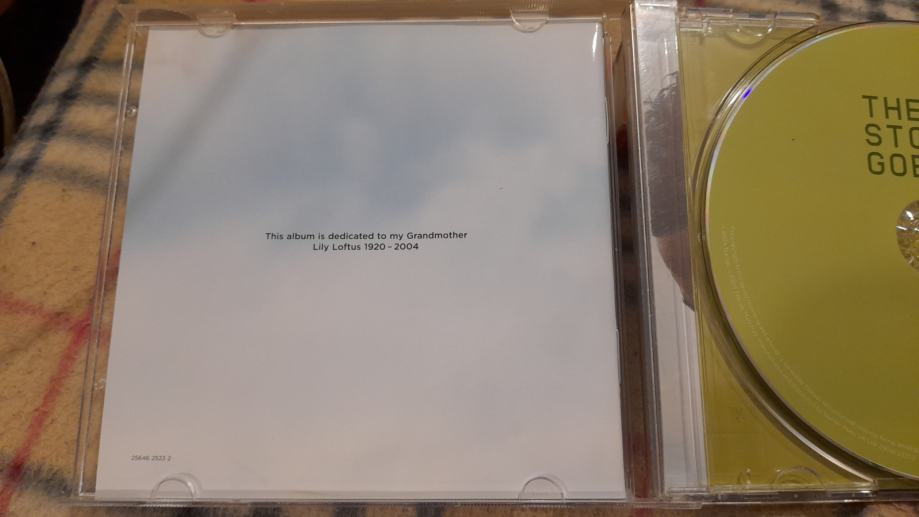 This album is dedicated to my Grandmother
Lily Loftus 1920 – 2004
25646 2523 2
THE
STO
GOE